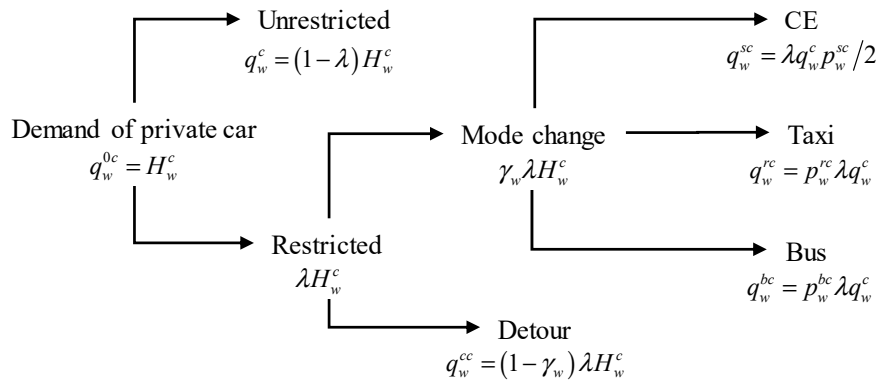 Unrestricted
q_w^c = (1 − λ) H_w^c
CE
q_w^{sc} = λ q_w^c p_w^{sc} / 2
Demand of private car
q_w^{0c} = H_w^c
Mode change
γ_w λ H_w^c
Taxi
q_w^{rc} = p_w^{rc} λ q_w^c
Restricted
λ H_w^c
Bus
q_w^{bc} = p_w^{bc} λ q_w^c
Detour
q_w^{cc} = (1 − γ_w) λ H_w^c